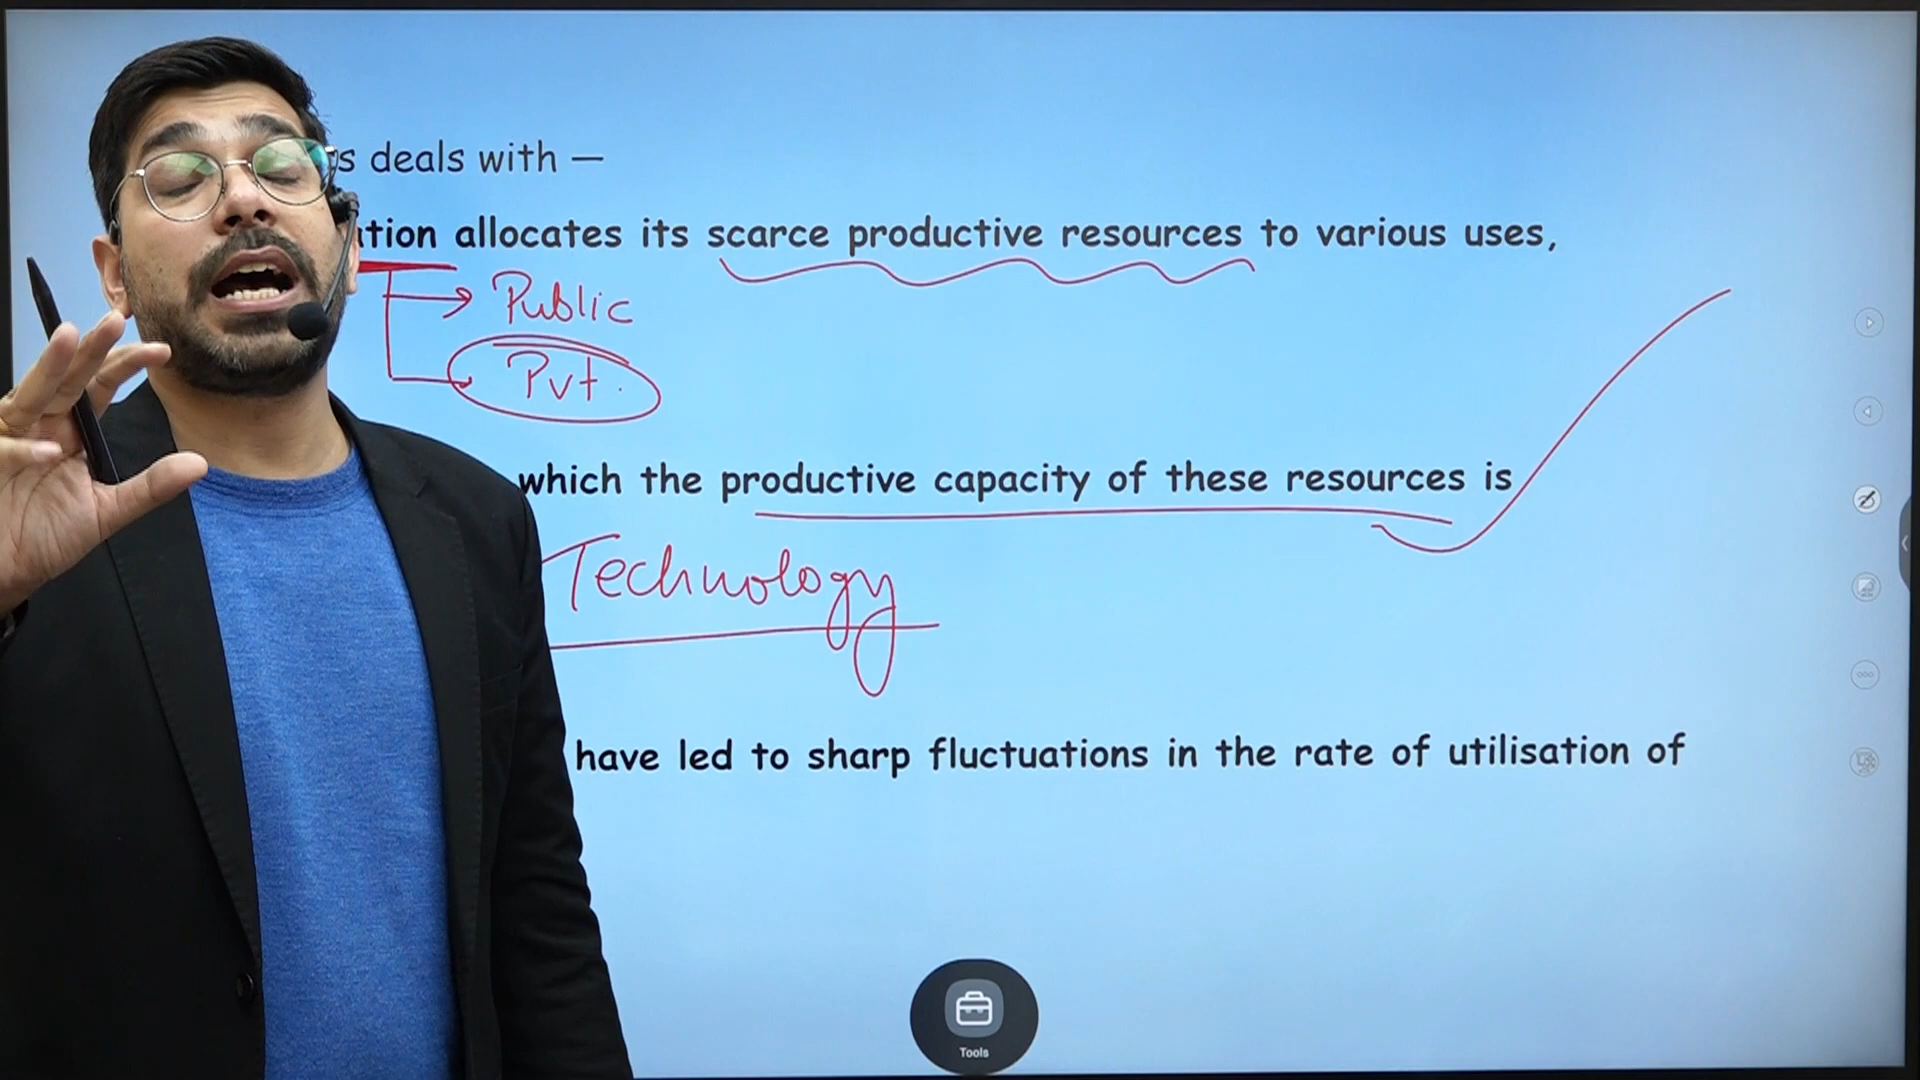 s deals with —
ation allocates its scarce productive resources to various uses,
Public
Pvt.
which the productive capacity of these resources is
Technology
have led to sharp fluctuations in the rate of utilisation of
Tools